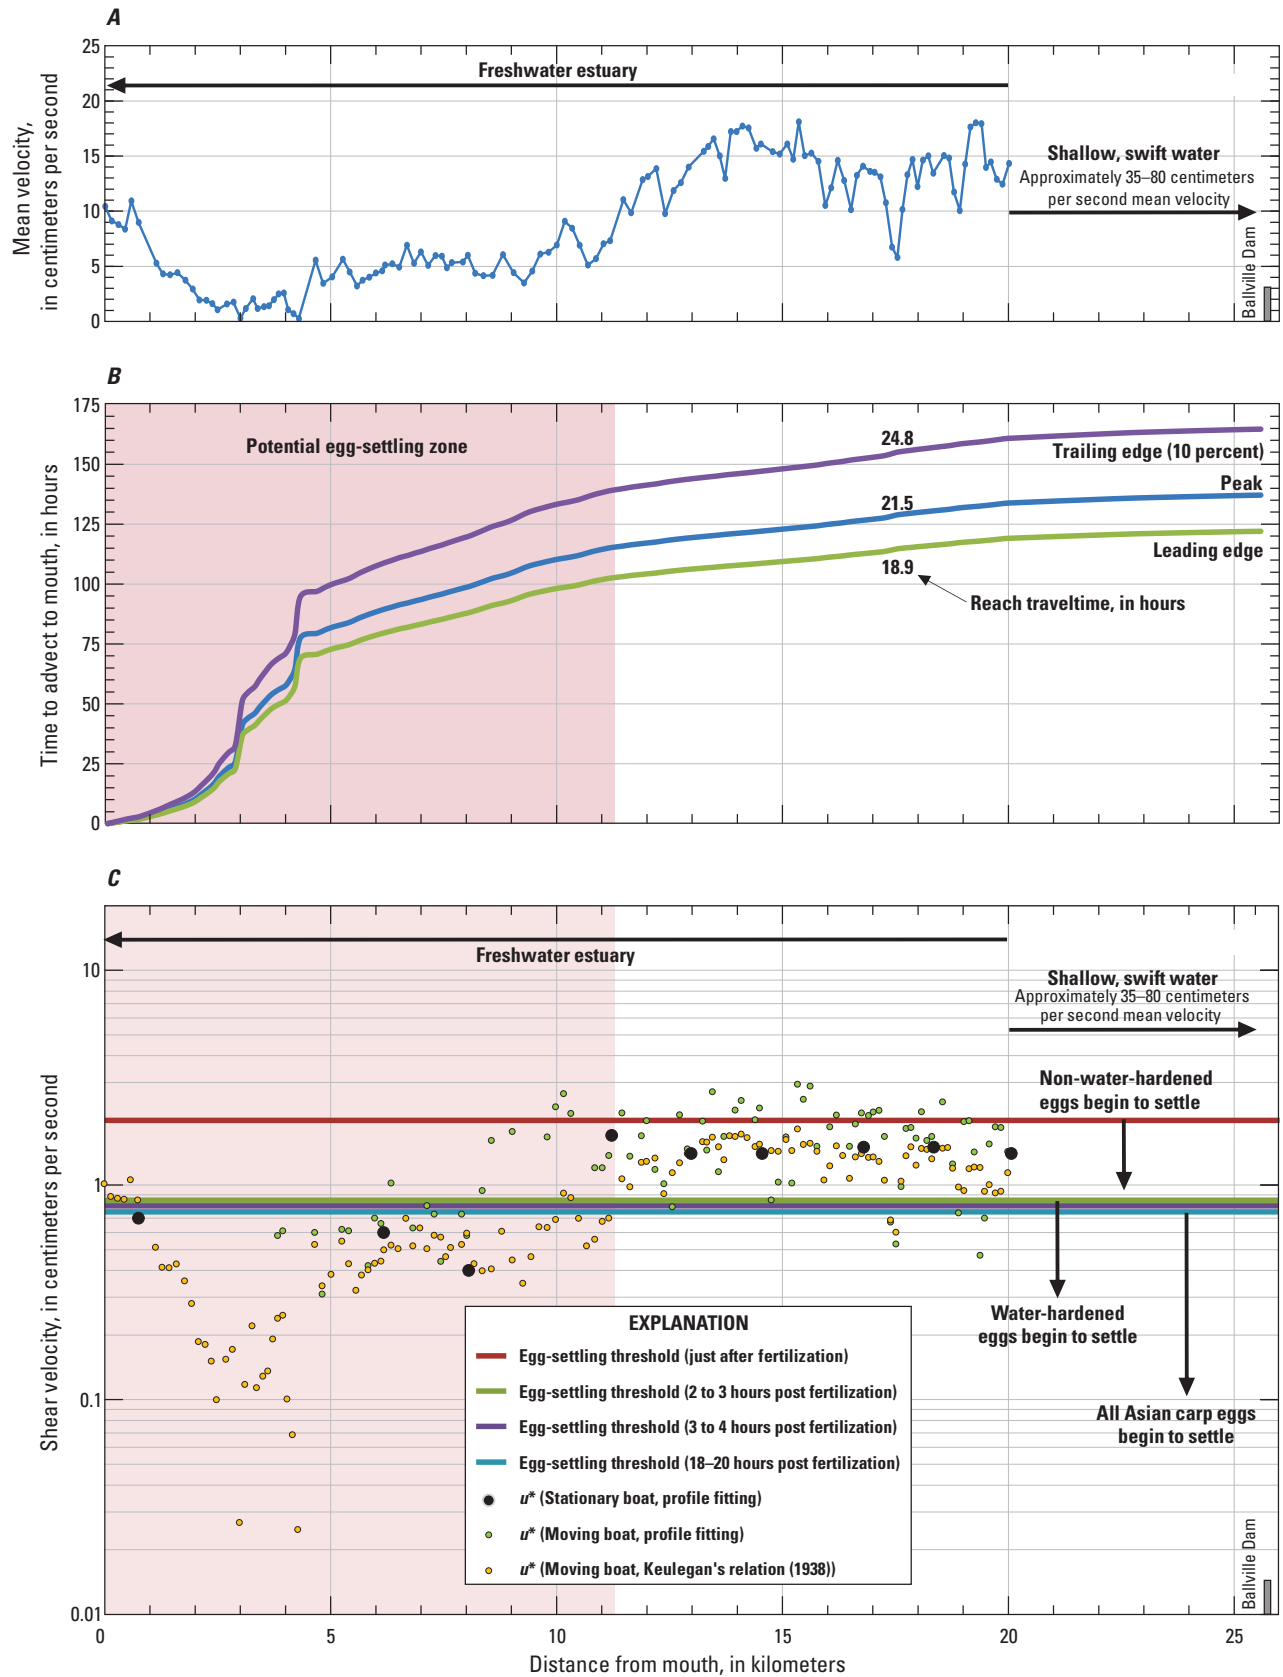 A
25
20
15
10
5
0
Mean velocity,
in centimeters per second
Freshwater estuary
Shallow, swift water
Approximately 35–80 centimeters
per second mean velocity
Ballville Dam
B
175
150
125
100
75
50
25
0
Time to advect to mouth, in hours
Potential egg-settling zone
24.8
Trailing edge (10 percent)
Peak
21.5
Leading edge
18.9
Reach traveltime, in hours
C
10
1
0.1
0.01
Shear velocity, in centimeters per second
Freshwater estuary
Shallow, swift water
Approximately 35–80 centimeters
per second mean velocity
Non-water-hardened
eggs begin to settle
Water-hardened
eggs begin to settle
All Asian carp eggs
begin to settle
EXPLANATION
Egg-settling threshold (just after fertilization)
Egg-settling threshold (2 to 3 hours post fertilization)
Egg-settling threshold (3 to 4 hours post fertilization)
Egg-settling threshold (18–20 hours post fertilization)
u* (Stationary boat, profile fitting)
u* (Moving boat, profile fitting)
u* (Moving boat, Keulegan's relation (1938))
Ballville Dam
0 5 10 15 20 25
Distance from mouth, in kilometers